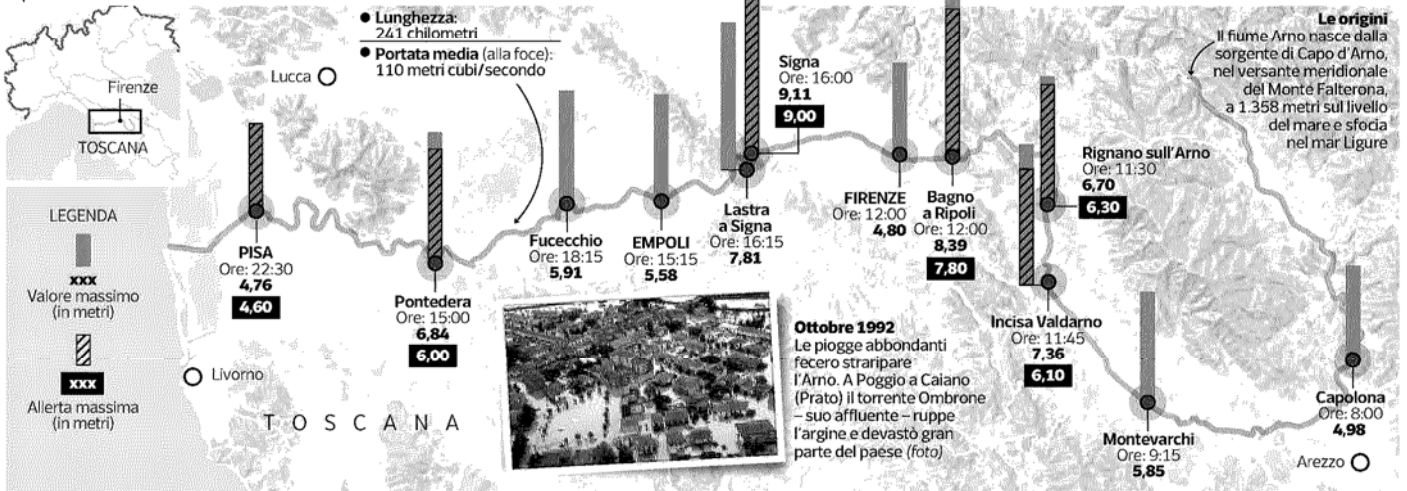 Lunghezza:
241 chilometri
Portata media (alla foce):
110 metri cubi/secondo
Firenze
TOSCANA
Lucca
LEGENDA
xxx
Valore massimo
(in metri)
xxx
Allerta massima
(in metri)
PISA
Ore: 22:30
4,76
4,60
Livorno
TOSCANA
Pontedera
Ore: 15:00
6,84
6,00
Fucecchio
Ore: 18:15
5,91
EMPOLI
Ore: 15:15
5,58
Lastra
a Signa
Ore: 16:15
7,81
Signa
Ore: 16:00
9,11
9,00
FIRENZE
Ore: 12:00
4,80
Bagno
a Ripoli
Ore: 12:00
8,39
7,80
Rignano sull'Arno
Ore: 11:30
6,70
6,30
Incisa Valdarno
Ore: 11:45
7,36
6,10
Montevarchi
Ore: 9:15
5,85
Capolona
Ore: 8:00
4,98
Arezzo
Le origini
Il fiume Arno nasce dalla
sorgente di Capo d'Arno,
nel versante meridionale
del Monte Falterona,
a 1.358 metri sul livello
del mare e sfocia
nel mar Ligure
Ottobre 1992
Le piogge abbondanti
fecero straripare
l'Arno. A Poggio a Caiano
(Prato) il torrente Ombrone
– suo affluente – ruppe
l'argine e devastò gran
parte del paese (foto)